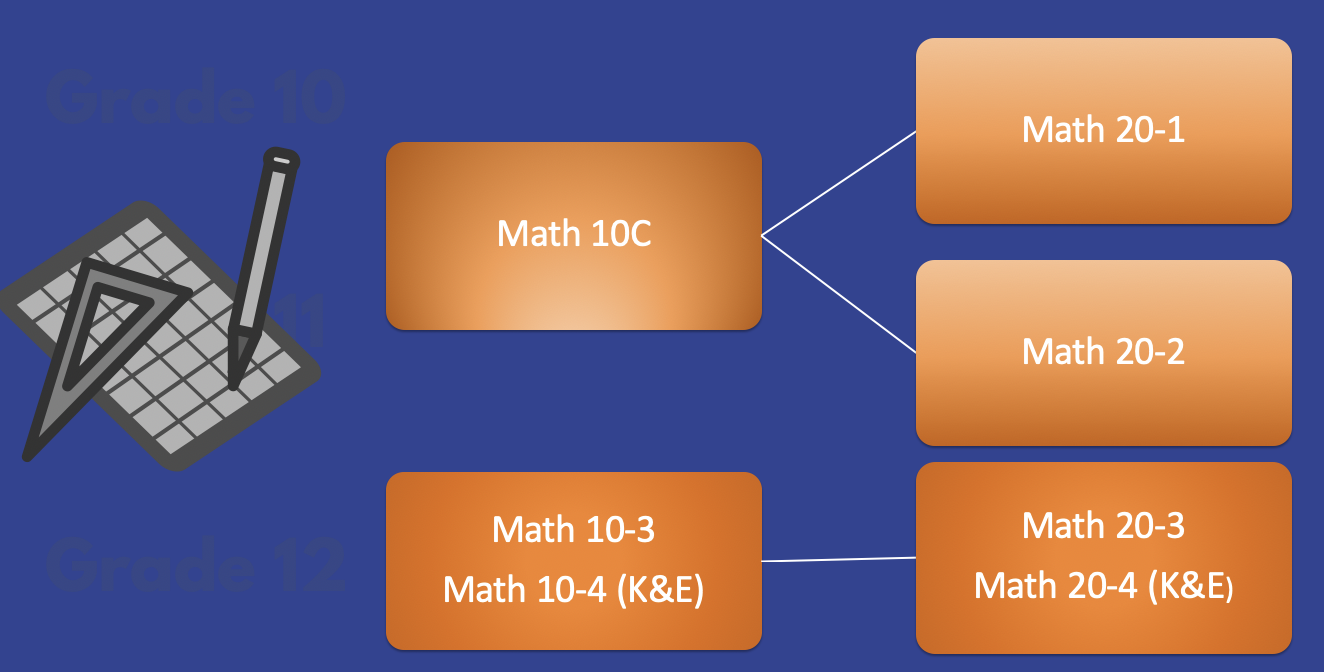 Grade 10
11
Grade 12
Math 10C
Math 20-1
Math 20-2
Math 10-3
Math 10-4 (K&E)
Math 20-3
Math 20-4 (K&E)